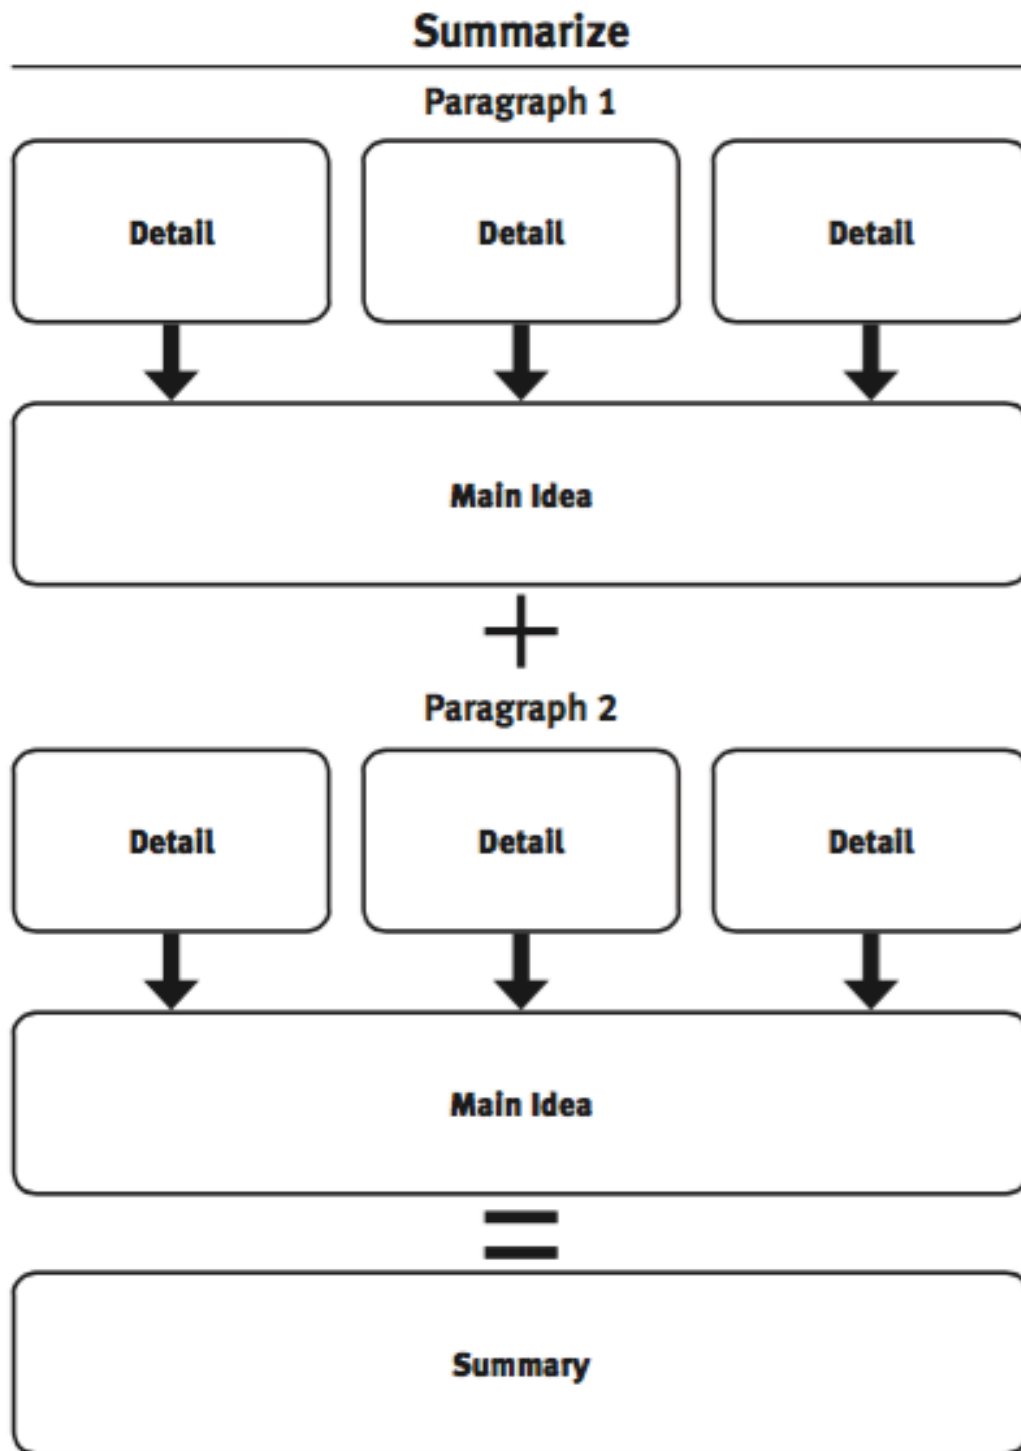 Summarize
Paragraph 1
Detail Detail Detail
Main Idea
+
Paragraph 2
Detail Detail Detail
Main Idea
=
Summary